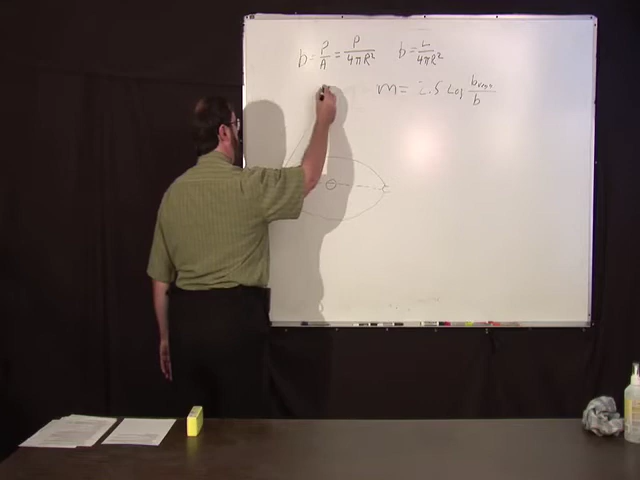 b = P/A = P/4πR² b = L/4πR²
m = 2.5 Log b_vega/b